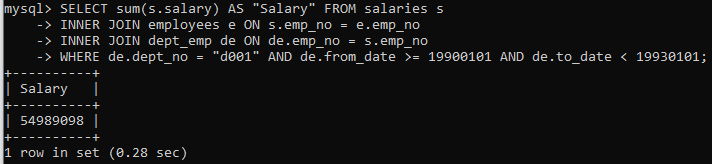 mysql> SELECT sum(s.salary) AS "Salary" FROM salaries s
    -> INNER JOIN employees e ON s.emp_no = e.emp_no
    -> INNER JOIN dept_emp de ON de.emp_no = s.emp_no
    -> WHERE de.dept_no = "d001" AND de.from_date >= 19900101 AND de.to_date < 19930101;
+----------+
| Salary   |
+----------+
| 54989098 |
+----------+
1 row in set (0.28 sec)